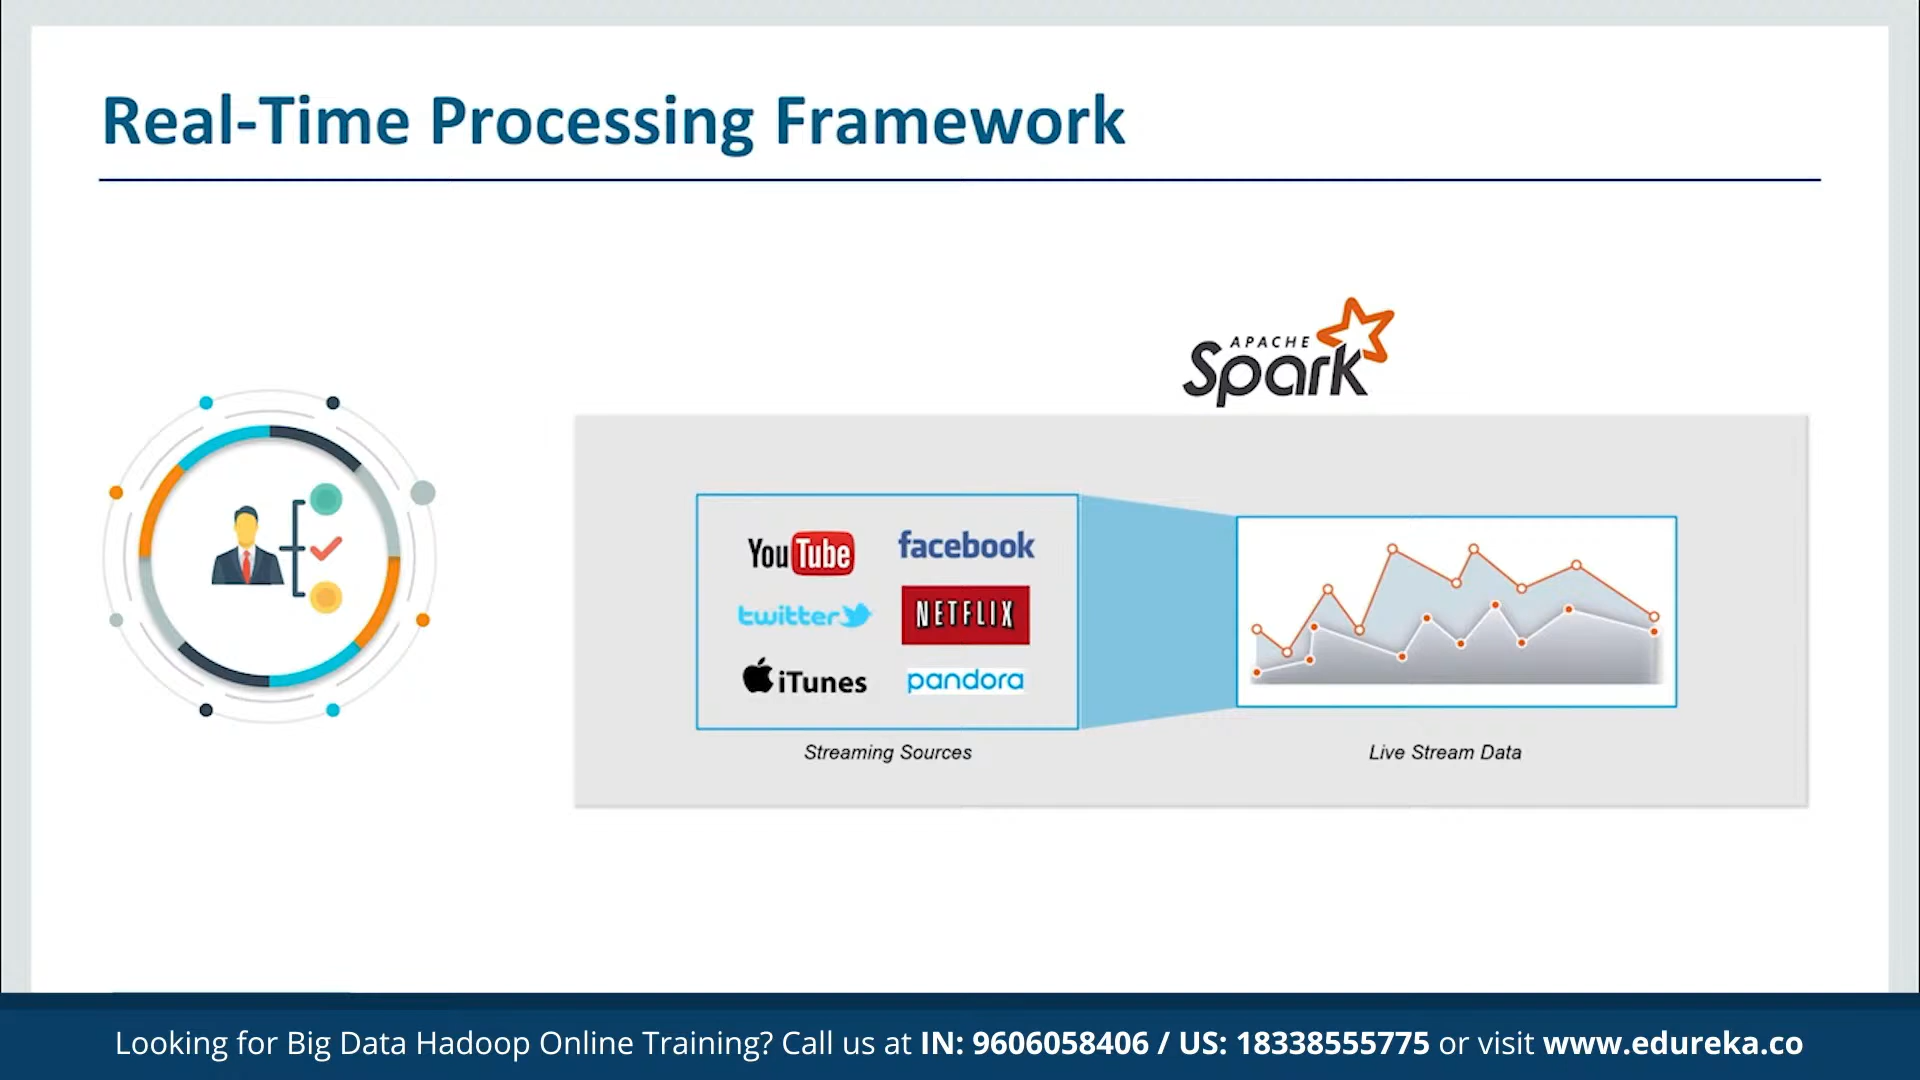 Real-Time Processing Framework
APACHE
Spark
YouTube
facebook
twitter
NETFLIX
iTunes
pandora
Streaming Sources
Live Stream Data
Looking for Big Data Hadoop Online Training? Call us at IN: 9606058406 / US: 18338555775 or visit www.edureka.co